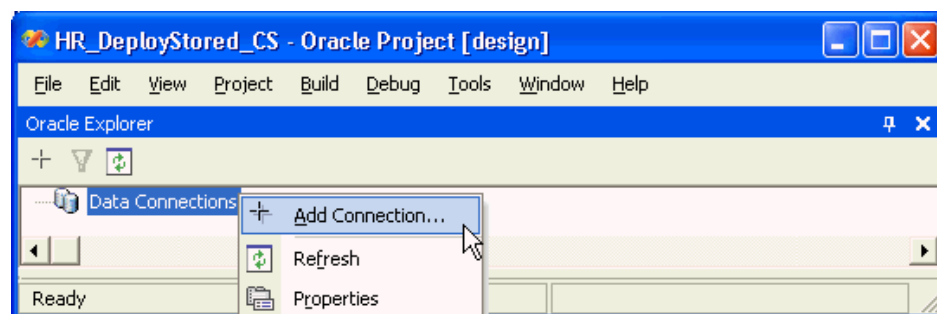 HR_DeployStored_CS - Oracle Project [design]
File Edit View Project Build Debug Tools Window Help
Oracle Explorer
Data Connections
Add Connection...
Refresh
Properties
Ready